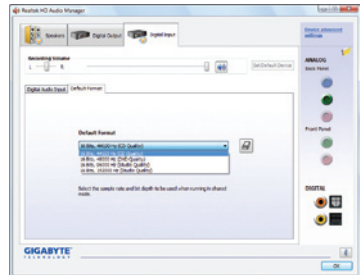 Realtek HD Audio Manager
Speakers
Digital Output
Digital Input
Device advanced settings
Recording Volume
L
R
Set Default Device
ANALOG
Back Panel
Digital Audio Input
Default Format
Default Format
16 Bits, 44100 Hz (CD Quality)
16 Bits, 44100 Hz (CD Quality)
16 Bits, 48000 Hz (DVD Quality)
16 Bits, 96000 Hz (Studio Quality)
16 Bits, 192000 Hz (Studio Quality)
Select the sample rate and bit depth to be used when running in shared
mode.
Front Panel
DIGITAL
GIGABYTE
TECHNOLOGY
OK